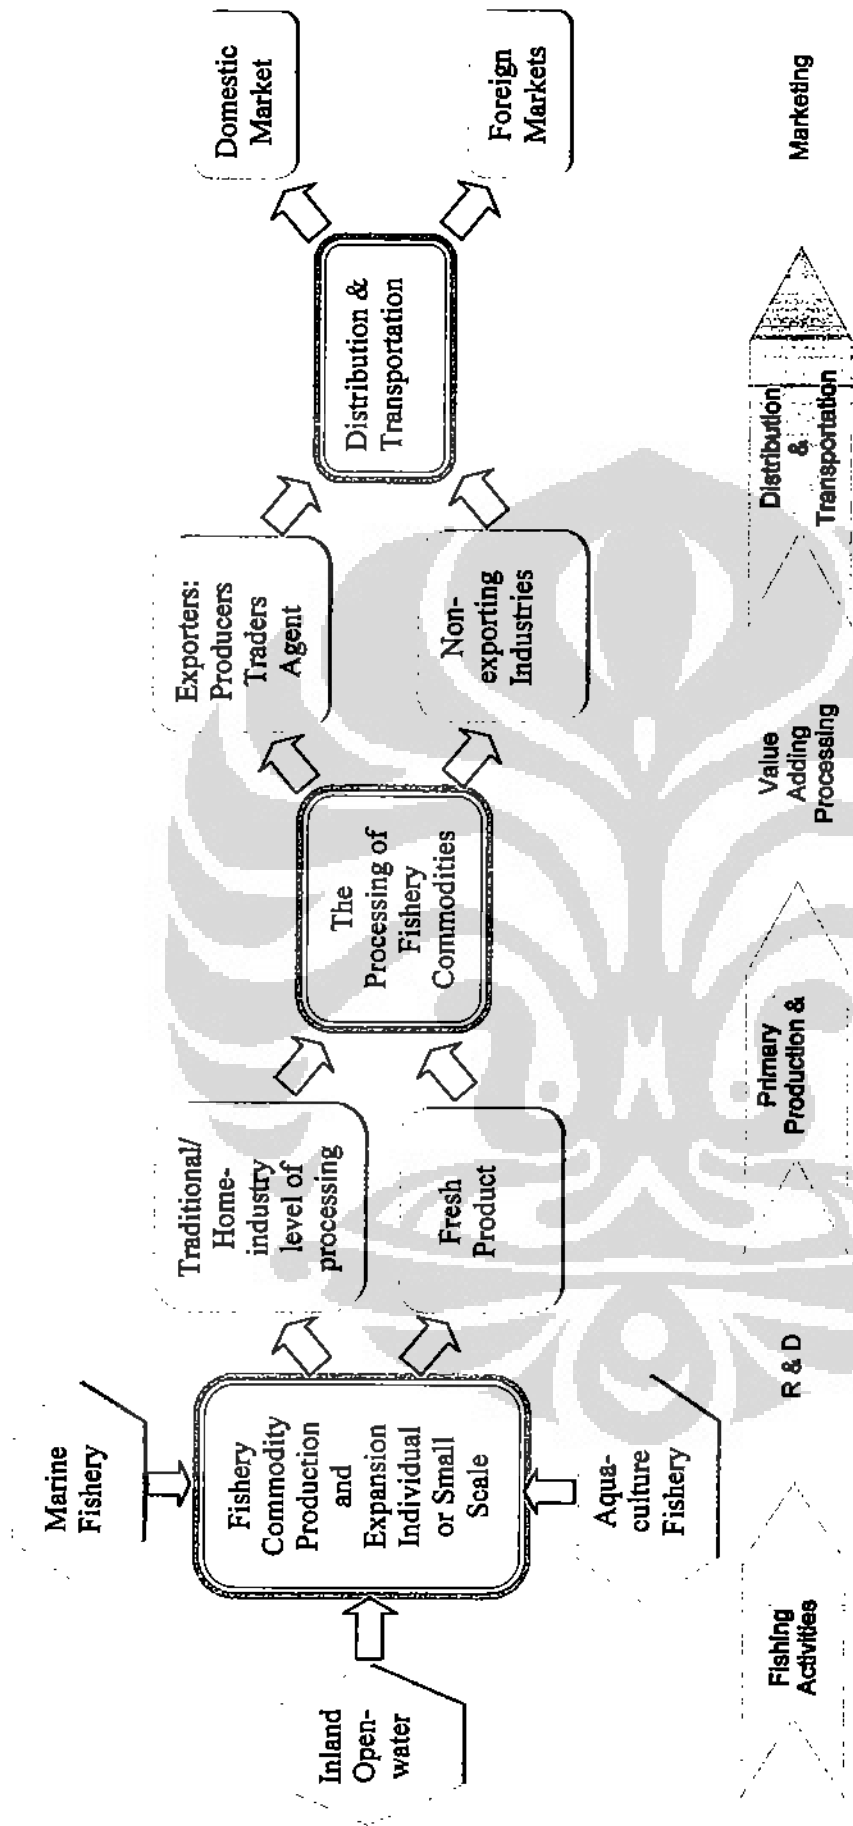 Marine
Fishery
Inland
Open-
water
Fishery
Commodity
Production
and
Expansion
Individual
or Small
Scale
Aqua-
culture
Fishery
Traditional/
Home-
industry
level of
processing
Fresh
Product
The
Processing of
Fishery
Commodities
Exporters:
Producers
Traders
Agent
Non-
exporting
Industries
Distribution &
Transportation
Domestic
Market
Foreign
Markets
Fishing
Activities
R & D
Primary
Production &
Value
Adding
Processing
Distribution
&
Transportation
Marketing